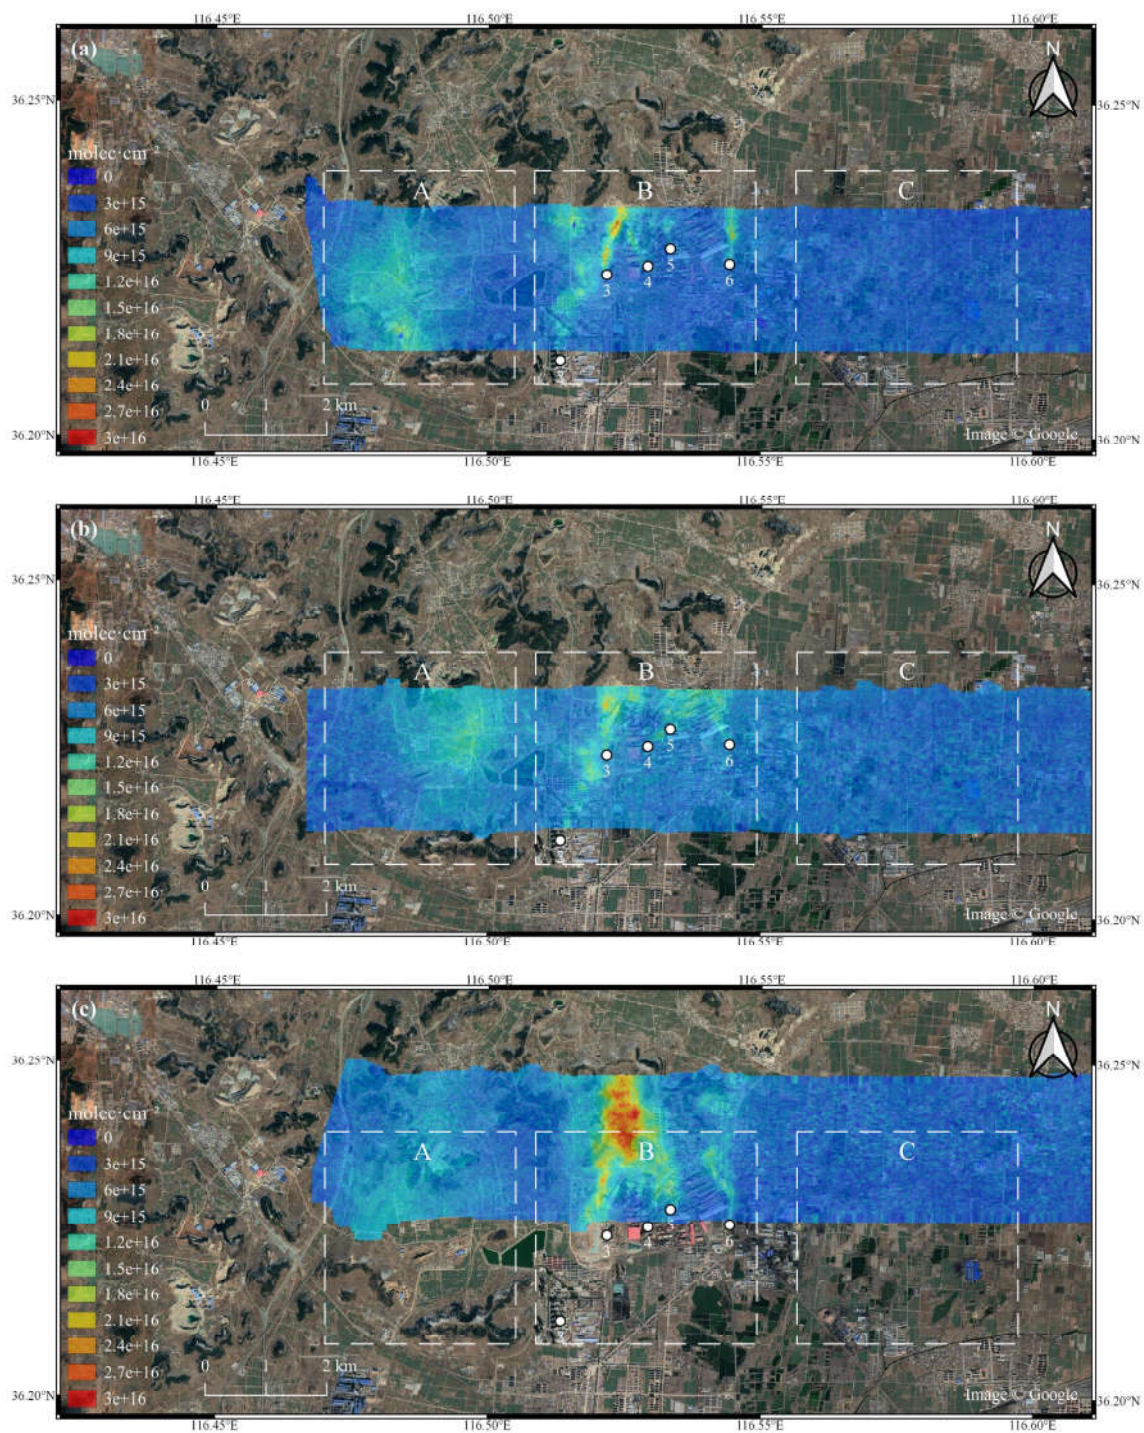 116.45°E 116.50°E 116.55°E 116.60°E
(a)
N
36.25°N 36.25°N
molec·cm⁻²
0
3e+15
6e+15
9e+15
1.2e+16
1.5e+16
1.8e+16
2.1e+16
2.4e+16
2.7e+16
3e+16
A B C
5
3 4 6
0 1 2 km
36.20°N Image © Google 36.20°N
116.45°E 116.50°E 116.55°E 116.60°E
116.45°E 116.50°E 116.55°E 116.60°E
(b)
N
36.25°N 36.25°N
molec·cm⁻²
0
3e+15
6e+15
9e+15
1.2e+16
1.5e+16
1.8e+16
2.1e+16
2.4e+16
2.7e+16
3e+16
A B C
5
3 4 6
0 1 2 km
36.20°N Image © Google 36.20°N
116.45°E 116.50°E 116.55°E 116.60°E
116.45°E 116.50°E 116.55°E 116.60°E
(c)
N
36.25°N 36.25°N
molec·cm⁻²
0
3e+15
6e+15
9e+15
1.2e+16
1.5e+16
1.8e+16
2.1e+16
2.4e+16
2.7e+16
3e+16
A B C
5
3 4 6
0 1 2 km
36.20°N Image © Google 36.20°N
116.45°E 116.50°E 116.55°E 116.60°E